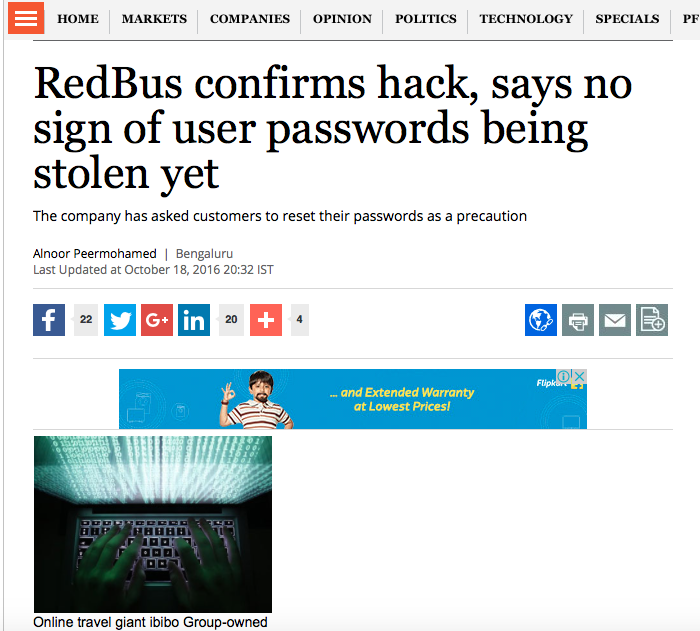 HOME MARKETS COMPANIES OPINION POLITICS TECHNOLOGY SPECIALS PF
RedBus confirms hack, says no
sign of user passwords being
stolen yet
The company has asked customers to reset their passwords as a precaution
Alnoor Peermohamed | Bengaluru
Last Updated at October 18, 2016 20:32 IST
f 22 G+ in 20 + 4
... and Extended Warranty
at Lowest Prices!
Flipkart
Online travel giant ibibo Group-owned